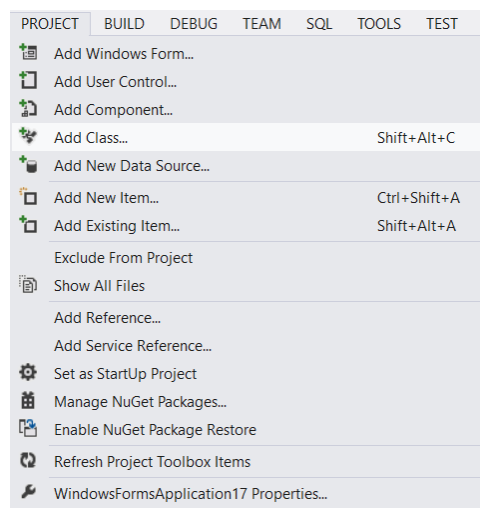 PROJECT BUILD DEBUG TEAM SQL TOOLS TEST
Add Windows Form...
Add User Control...
Add Component...
Add Class... Shift+Alt+C
Add New Data Source...
Add New Item... Ctrl+Shift+A
Add Existing Item... Shift+Alt+A
Exclude From Project
Show All Files
Add Reference...
Add Service Reference...
Set as StartUp Project
Manage NuGet Packages...
Enable NuGet Package Restore
Refresh Project Toolbox Items
WindowsFormsApplication17 Properties...